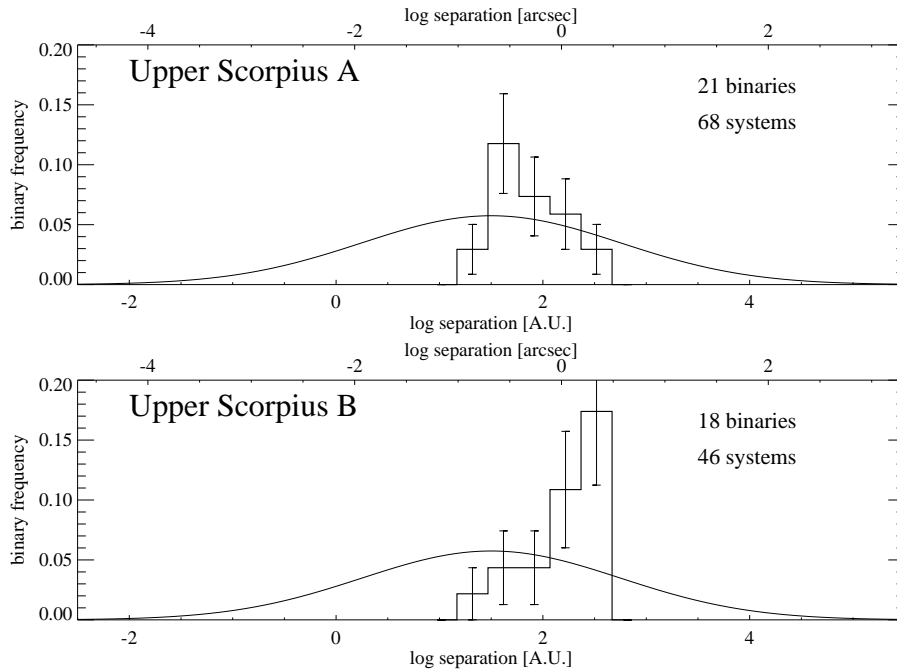 log separation [arcsec]
-4 -2 0 2
0.20
Upper Scorpius A
21 binaries
0.15
68 systems
0.10
binary frequency
0.05
0.00
-2 0 2 4
log separation [A.U.]
log separation [arcsec]
-4 -2 0 2
0.20
Upper Scorpius B
18 binaries
0.15
46 systems
0.10
binary frequency
0.05
0.00
-2 0 2 4
log separation [A.U.]